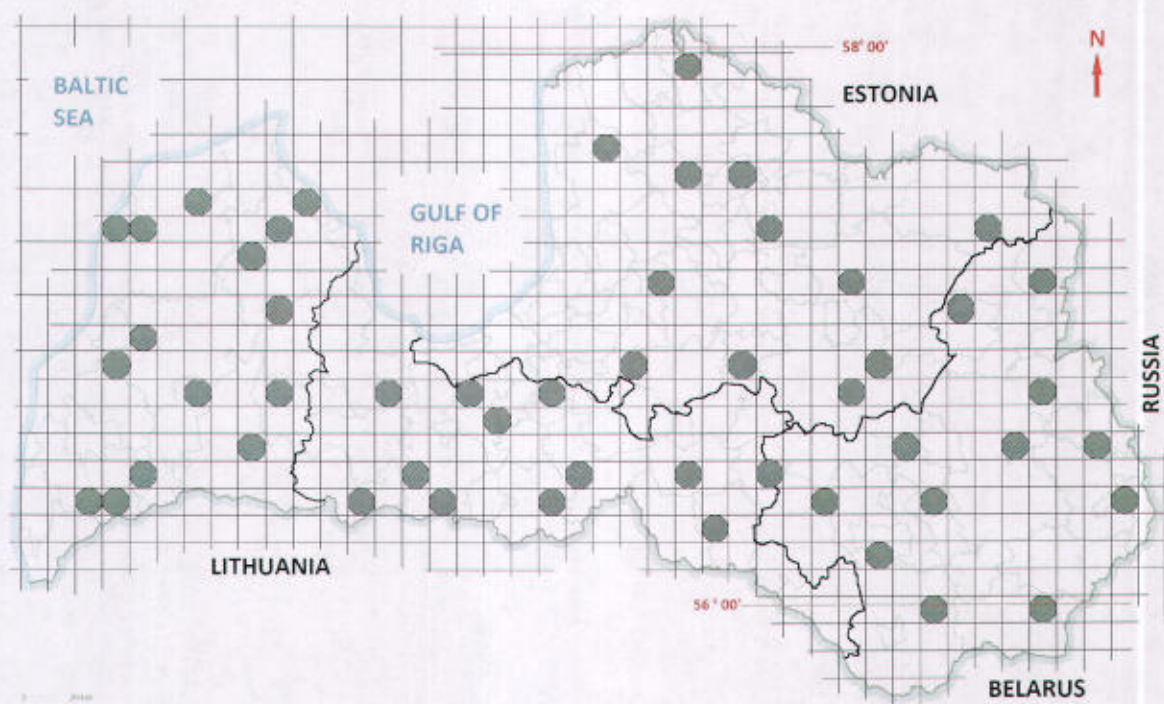 58° 00'
N
BALTIC
SEA
ESTONIA
GULF OF
RIGA
RUSSIA
LITHUANIA
56° 00'
BELARUS